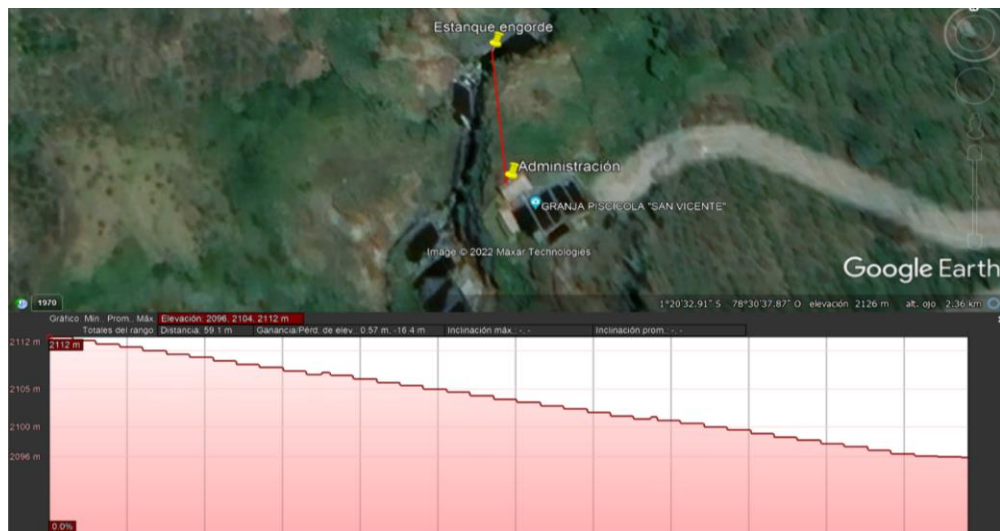 Estanque engorde
Administración
GRANJA PISCICOLA "SAN VICENTE"
Image © 2022 Maxar Technologies
Google Earth
1970
1°20'32.91" S 78°30'37.87" O elevación 2126 m alt. ojo 2.36 km
Gráfico: Mín., Prom., Máx. Elevación: 2096, 2104, 2112 m
Totales del rango: Distancia: 59.1 m Ganancia/Pérd. de elev.: 0.57 m, -16.4 m Inclinación máx.: -, - Inclinación prom.: -, -
2112 m
2112 m
2105 m
2100 m
2096 m
0.0%